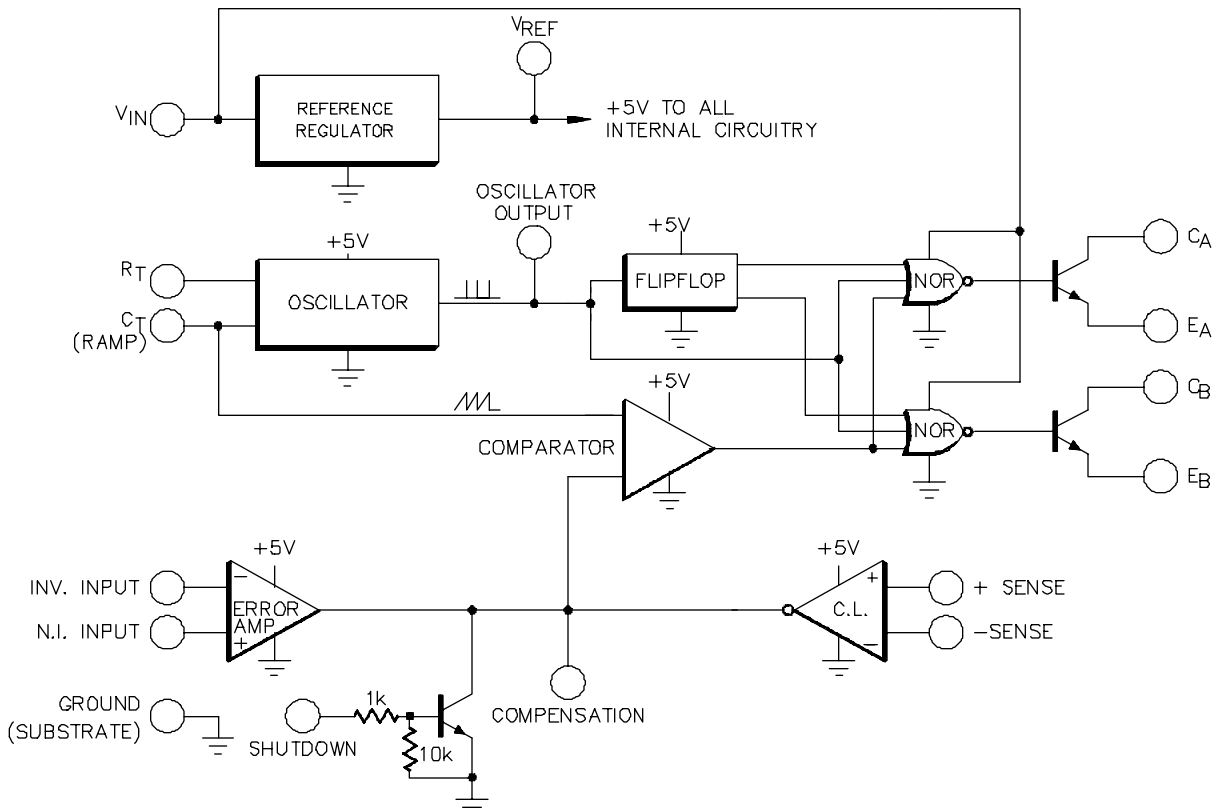 VREF
VIN
REFERENCE
REGULATOR
+5V TO ALL
INTERNAL CIRCUITRY
OSCILLATOR
OUTPUT
+5V
+5V
CA
RT
OSCILLATOR
FLIPFLOP
NOR
CT
(RAMP)
EA
+5V
CB
COMPARATOR
NOR
EB
+5V
+5V
INV. INPUT
−
ERROR
AMP
+
N.I. INPUT
+
C.L.
−
+ SENSE
−SENSE
GROUND
(SUBSTRATE)
1k
SHUTDOWN
10k
COMPENSATION